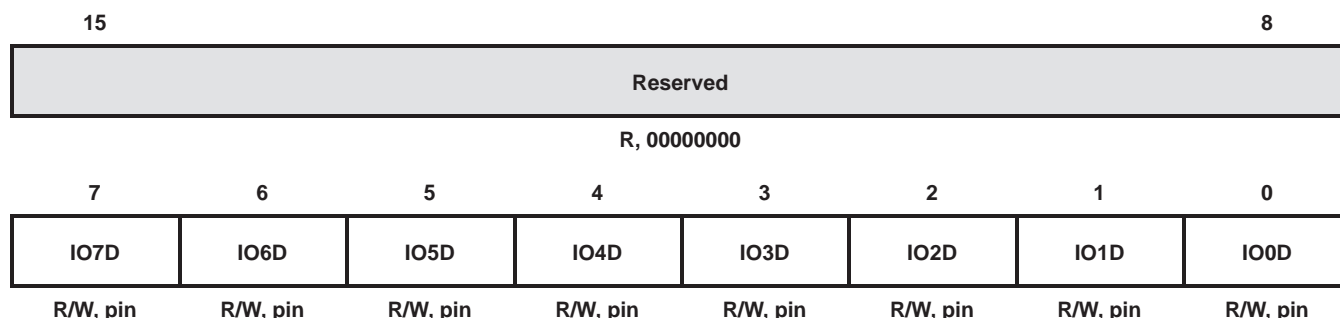 15 8
Reserved
R, 00000000
7 6 5 4 3 2 1 0
IO7D IO6D IO5D IO4D IO3D IO2D IO1D IO0D
R/W, pin R/W, pin R/W, pin R/W, pin R/W, pin R/W, pin R/W, pin R/W, pin